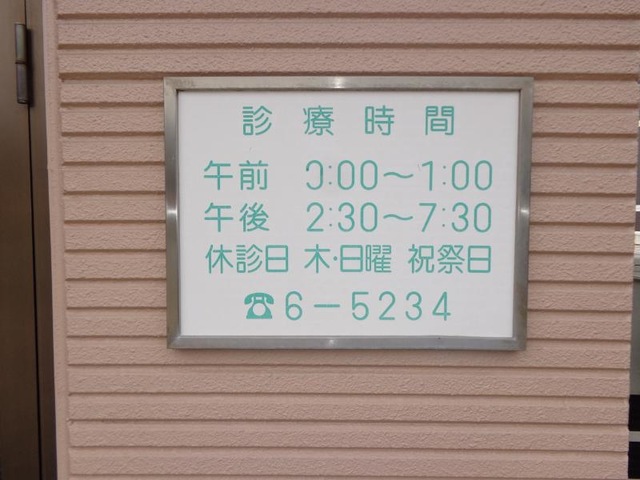 診療時間
午前 0:00～1:00
午後 2:30～7:30
休診日 木・日曜 祝祭日
☎6－5234